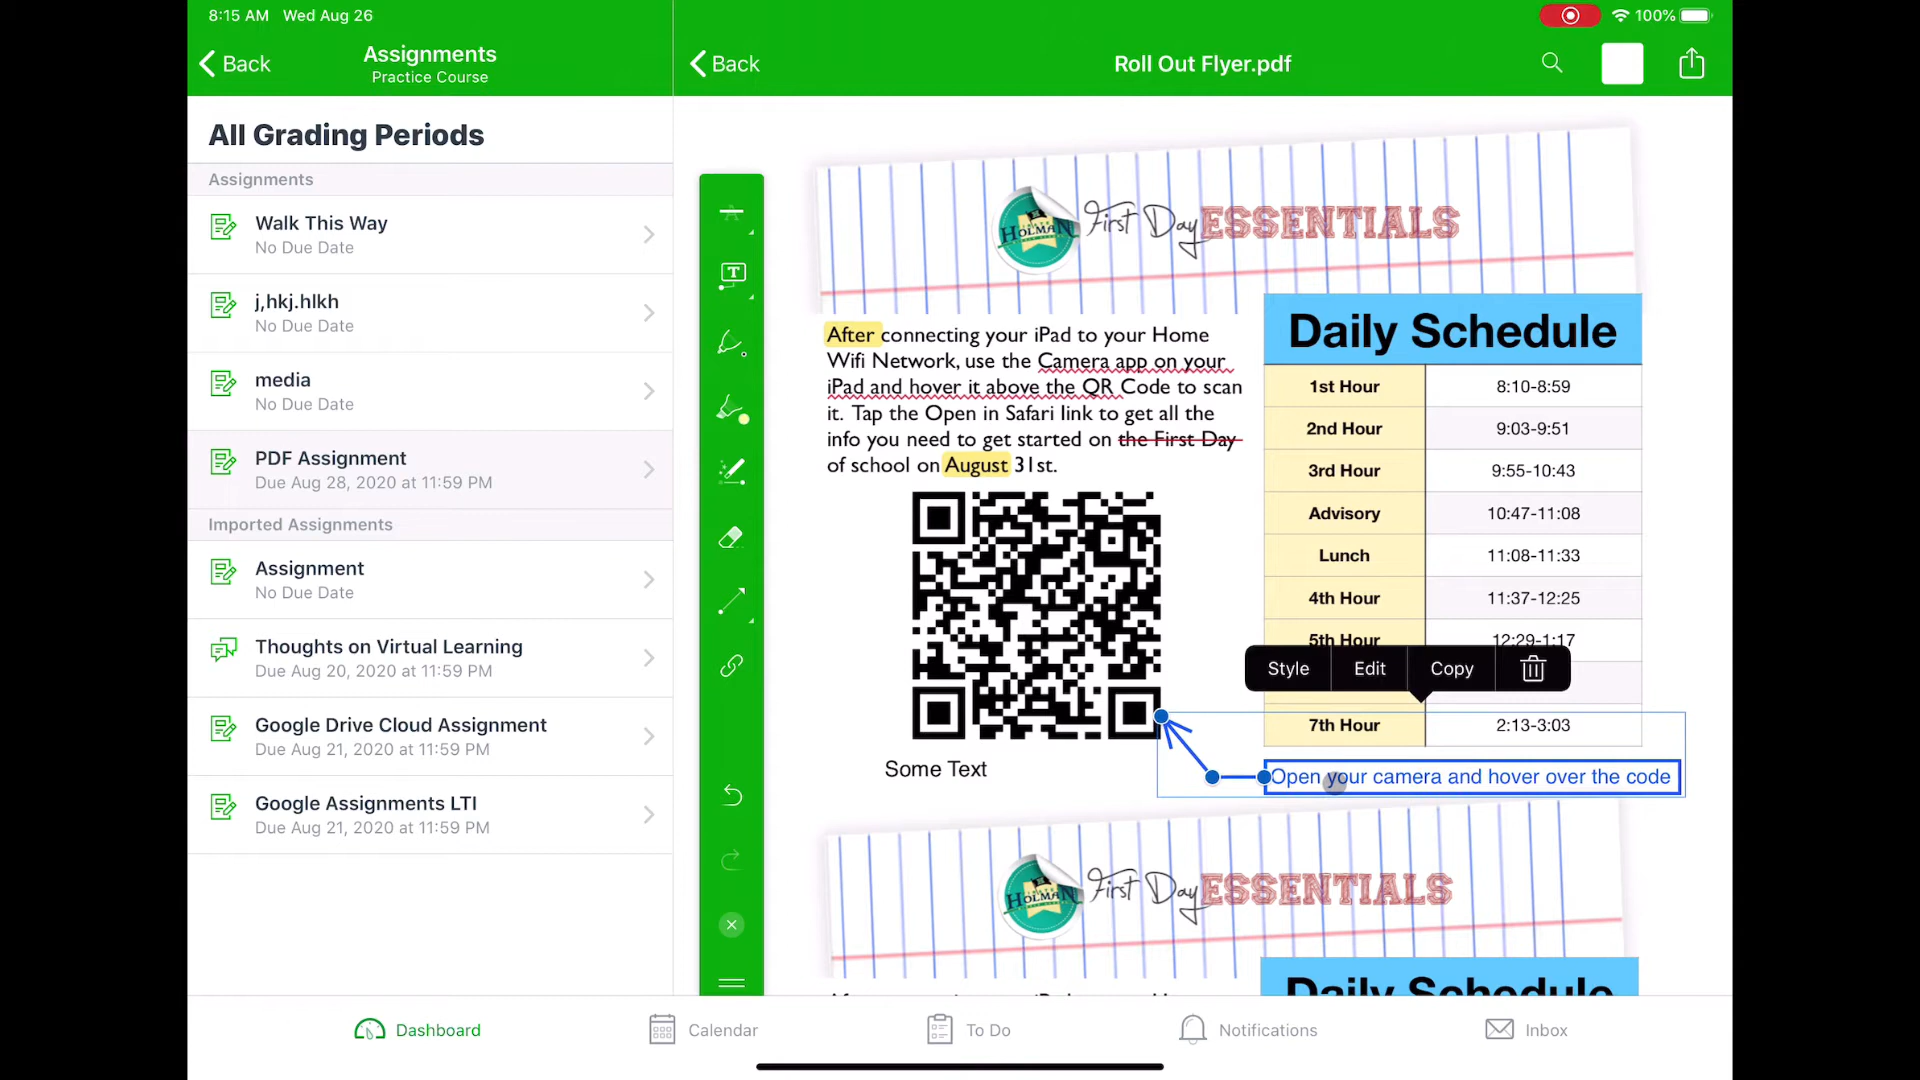 8:15 AM Wed Aug 26
100%
Back
Assignments
Practice Course
Back
Roll Out Flyer.pdf
All Grading Periods
Assignments
Walk This Way
No Due Date
j,hkj.hlkh
No Due Date
media
No Due Date
PDF Assignment
Due Aug 28, 2020 at 11:59 PM
Imported Assignments
Assignment
No Due Date
Thoughts on Virtual Learning
Due Aug 20, 2020 at 11:59 PM
Google Drive Cloud Assignment
Due Aug 21, 2020 at 11:59 PM
Google Assignments LTI
Due Aug 21, 2020 at 11:59 PM
HOLMAN
First Day ESSENTIALS
After connecting your iPad to your Home
Wifi Network, use the Camera app on your
iPad and hover it above the QR Code to scan
it. Tap the Open in Safari link to get all the
info you need to get started on the First Day
of school on August 31st.
Some Text
Daily Schedule
1st Hour 8:10-8:59
2nd Hour 9:03-9:51
3rd Hour 9:55-10:43
Advisory 10:47-11:08
Lunch 11:08-11:33
4th Hour 11:37-12:25
5th Hour 12:29-1:17
Style Edit Copy
7th Hour 2:13-3:03
Open your camera and hover over the code
HOLMAN
First Day ESSENTIALS
Daily Schedule
Dashboard
Calendar
To Do
Notifications
Inbox